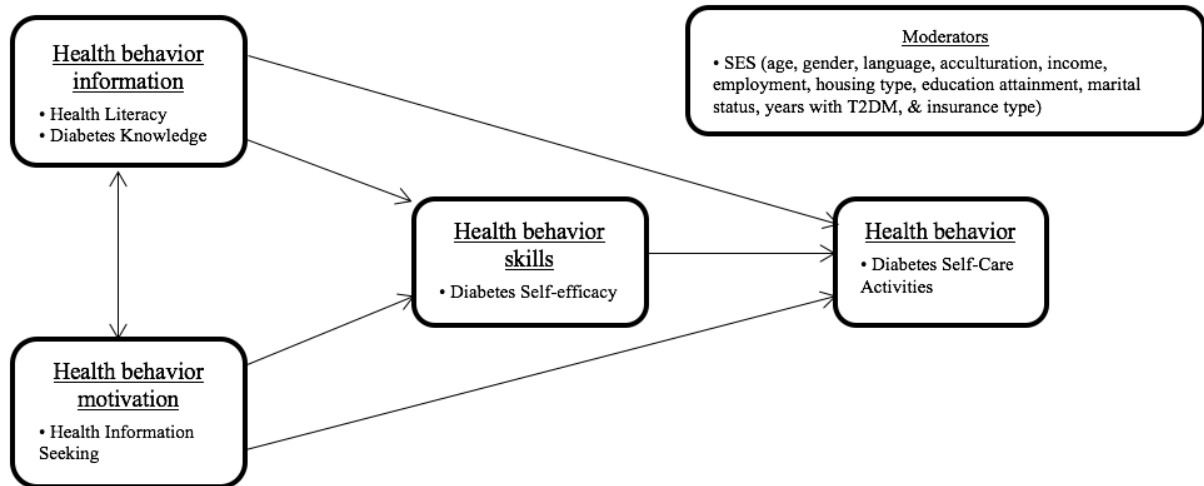 Health behavior
information
• Health Literacy
• Diabetes Knowledge
Moderators
• SES (age, gender, language, acculturation, income,
employment, housing type, education attainment, marital
status, years with T2DM, & insurance type)
Health behavior
skills
• Diabetes Self-efficacy
Health behavior
• Diabetes Self-Care
Activities
Health behavior
motivation
• Health Information
Seeking